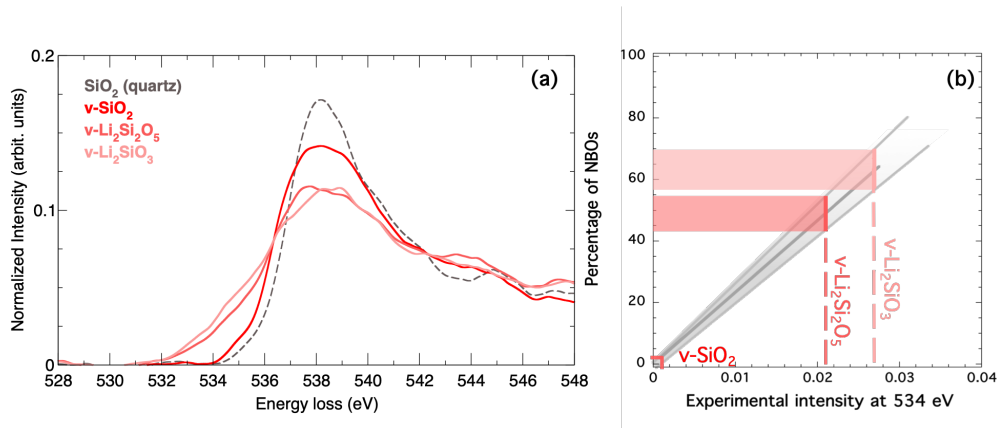 (a)
SiO₂ (quartz)
v-SiO₂
v-Li₂Si₂O₅
v-Li₂SiO₃
Normalized Intensity (arbit. units)
0.2
0.1
0
528 530 532 534 536 538 540 542 544 546 548
Energy loss (eV)
(b)
Percentage of NBOs
100
80
60
40
20
0
v-SiO₂
v-Li₂Si₂O₅
v-Li₂SiO₃
0 0.01 0.02 0.03 0.04
Experimental intensity at 534 eV